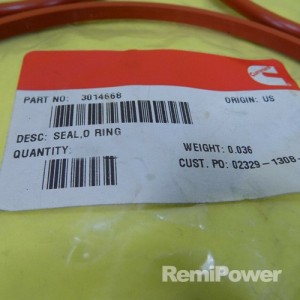 PART NO: 3014668
ORIGIN: US
DESC: SEAL,O RING
QUANTITY:
WEIGHT: 0.036
CUST. PO: 02329-1308-
RemiPower